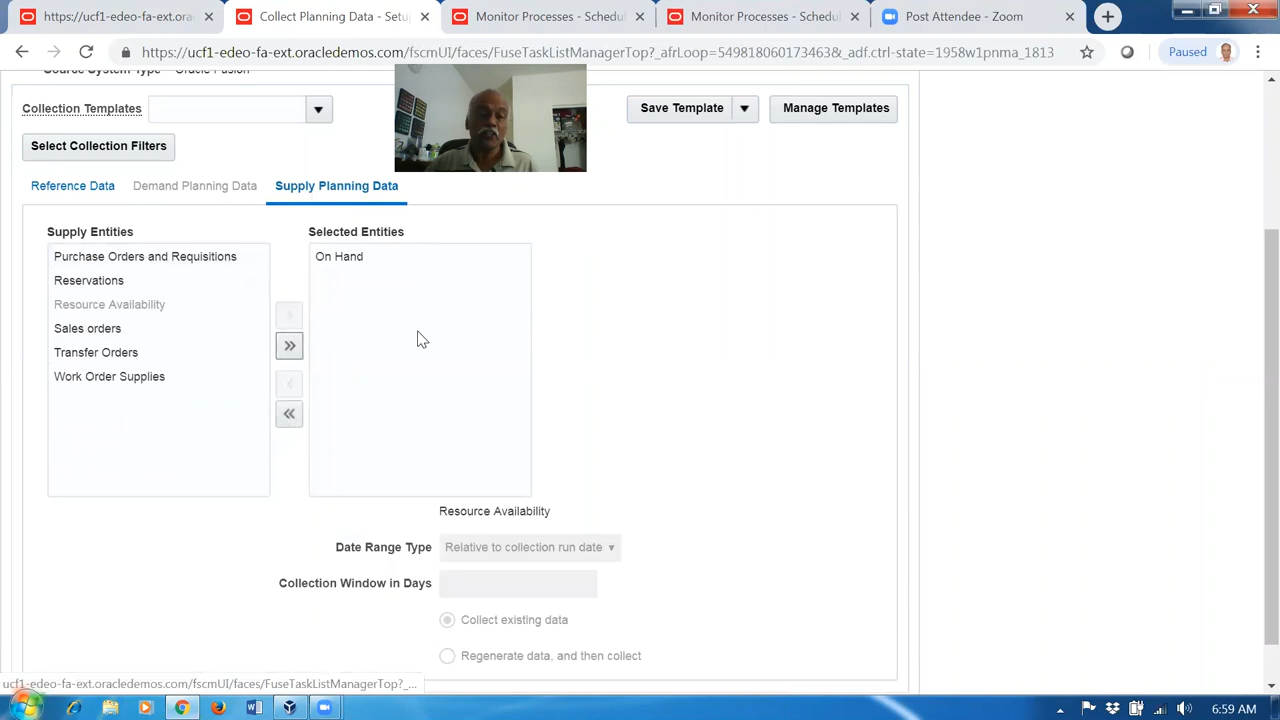 https://ucf1-edeo-fa-ext.ora
Collect Planning Data - Setu
Monitor Processes - Schedul
Monitor Processes - Schedul
Post Attendee - Zoom
https://ucf1-edeo-fa-ext.oracledemos.com/fscmUI/faces/FuseTaskListManagerTop?_afrLoop=5498180601734638&_adf.ctrl-state=1958w1pnma_1813
Paused
Source System Type Oracle Fusion
Collection Templates
Save Template
Manage Templates
Select Collection Filters
Reference Data
Demand Planning Data
Supply Planning Data
Supply Entities
Selected Entities
Purchase Orders and Requisitions
Reservations
Resource Availability
Sales orders
Transfer Orders
Work Order Supplies
On Hand
Resource Availability
Date Range Type Relative to collection run date
Collection Window in Days
Collect existing data
Regenerate data, and then collect
ucf1-edeo-fa-ext.oracledemos.com/fscmUI/faces/FuseTaskListManagerTop?_...
6:59 AM